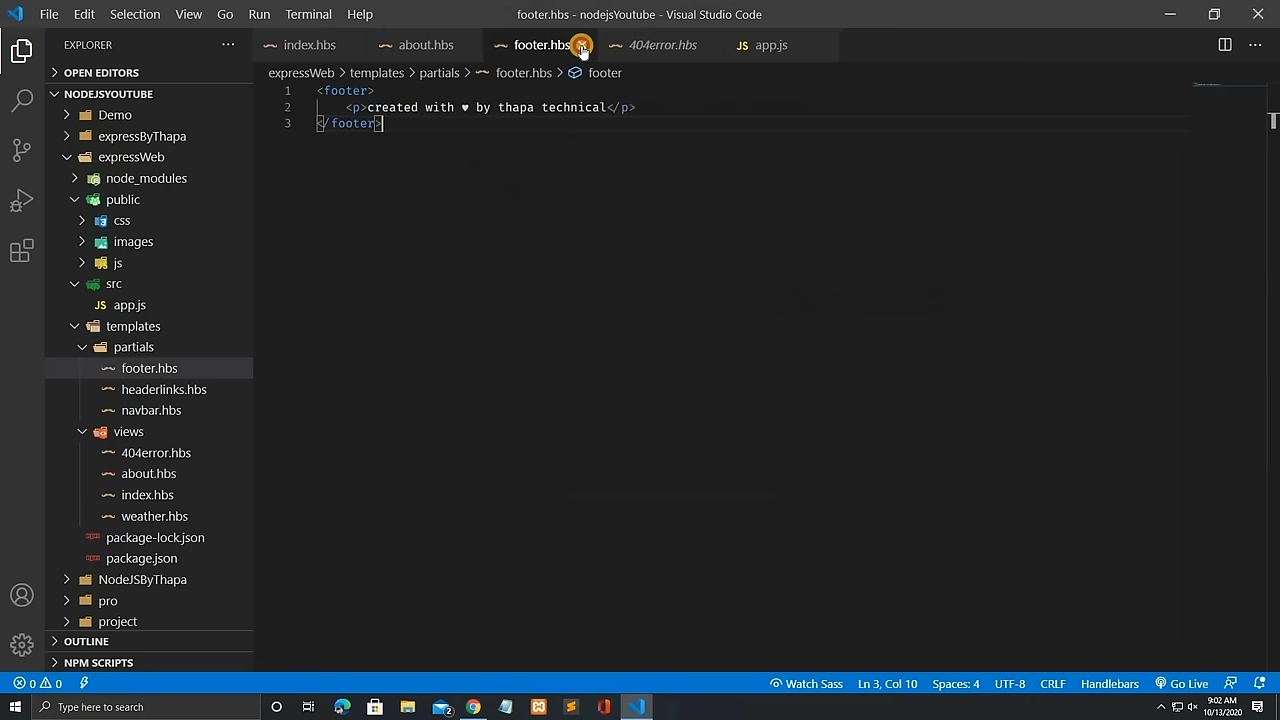 File Edit Selection View Go Run Terminal Help footer.hbs - nodejsYoutube - Visual Studio Code
EXPLORER
index.hbs about.hbs footer.hbs 404error.hbs JS app.js
OPEN EDITORS
expressWeb > templates > partials > footer.hbs > footer
NODEJSYOUTUBE
1 <footer>
2 <p>created with ♥ by thapa technical</p>
3 </footer>
Demo
expressByThapa
expressWeb
node_modules
public
css
images
js
src
JS app.js
templates
partials
footer.hbs
headerlinks.hbs
navbar.hbs
views
404error.hbs
about.hbs
index.hbs
weather.hbs
package-lock.json
package.json
NodeJSByThapa
pro
project
OUTLINE
NPM SCRIPTS
0 0 Watch Sass Ln 3, Col 10 Spaces: 4 UTF-8 CRLF Handlebars Go Live
Type here to search 2 9:02 AM
10/13/2020